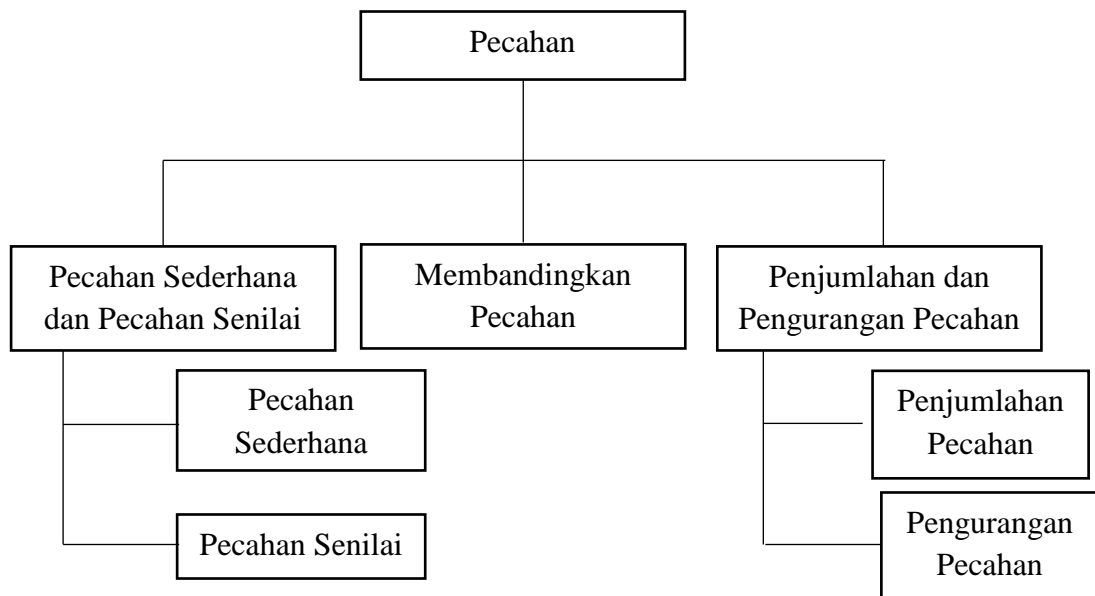 Pecahan
Pecahan Sederhana
dan Pecahan Senilai
Membandingkan
Pecahan
Penjumlahan dan
Pengurangan Pecahan
Pecahan
Sederhana
Pecahan Senilai
Penjumlahan
Pecahan
Pengurangan
Pecahan